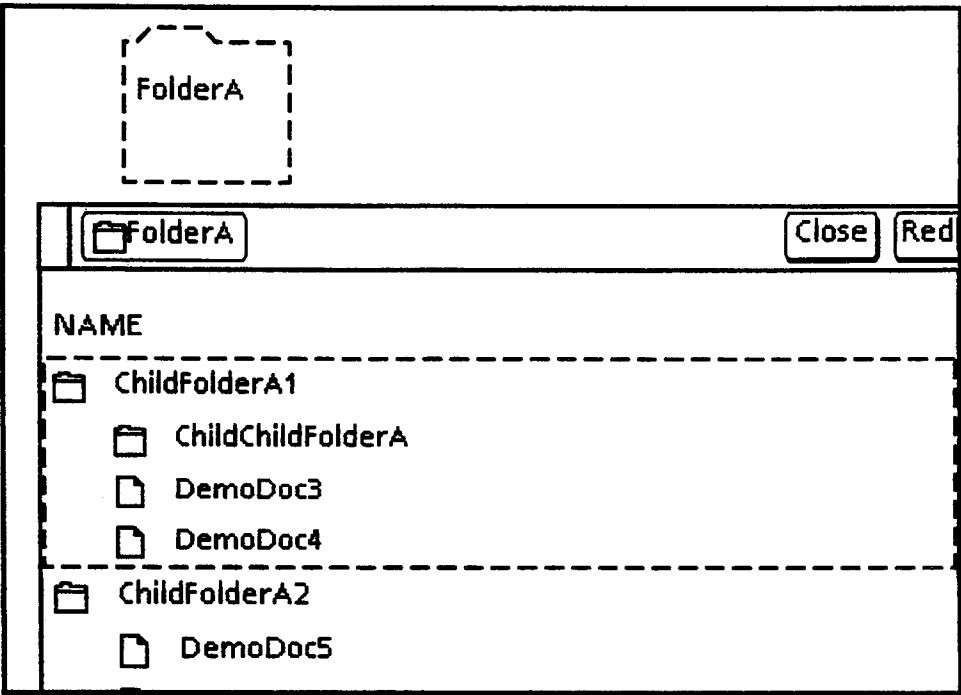 FolderA
FolderA Close Red
NAME
ChildFolderA1
ChildChildFolderA
DemoDoc3
DemoDoc4
ChildFolderA2
DemoDoc5